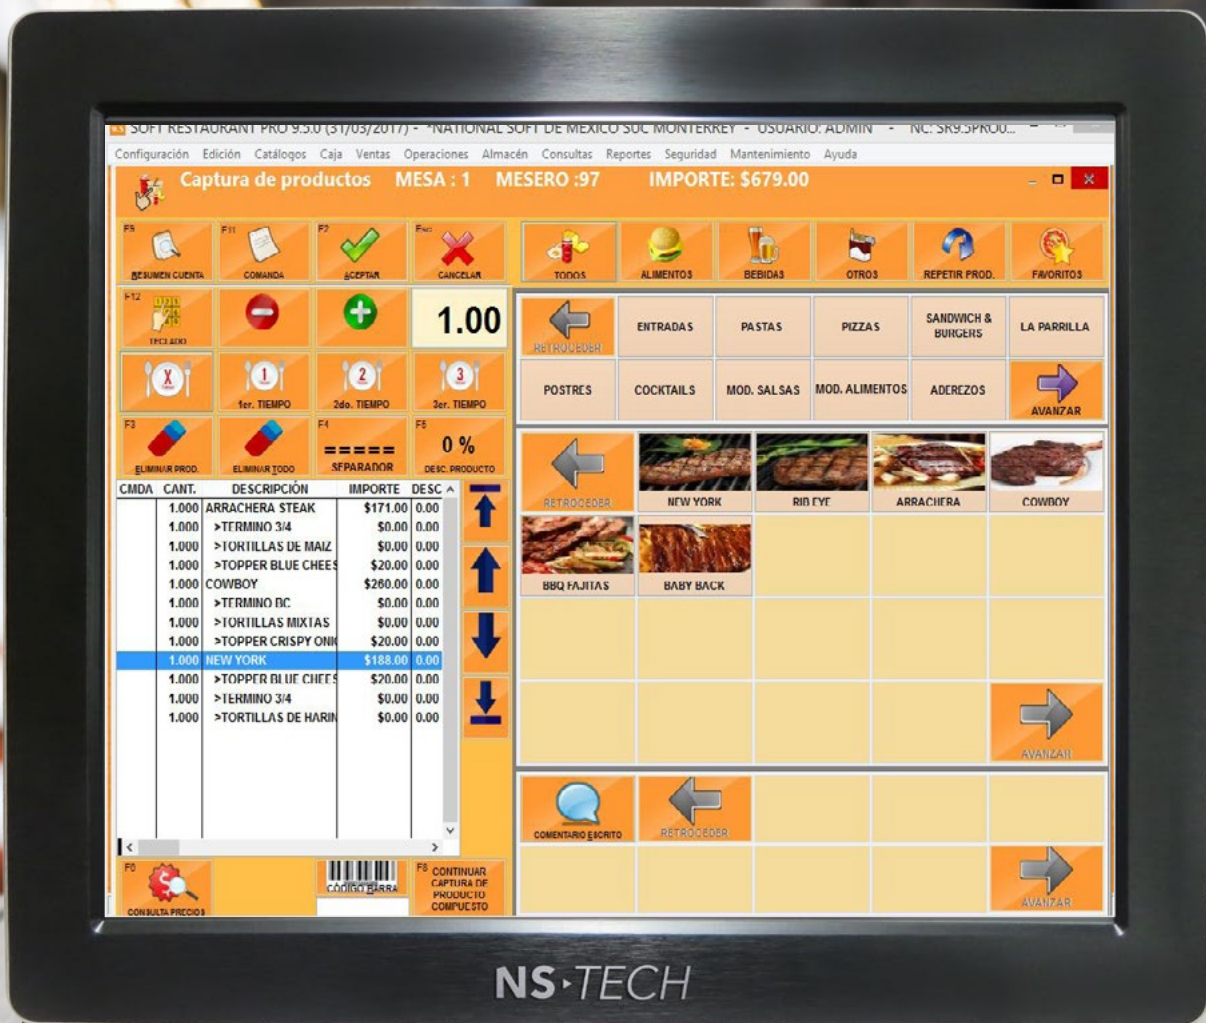 9.5 SOFT RESTAURANT PRO 9.5.0 (31/03/2017) - *NATIONAL SOFT DE MEXICO SUC MONTERREY - USUARIO: ADMIN - NC: SR9.5PRO0...
Configuración Edición Catálogos Caja Ventas Operaciones Almacén Consultas Reportes Seguridad Mantenimiento Ayuda
Captura de productos MESA : 1 MESERO :97 IMPORTE: $679.00
F9 F11 F2 Esc
RESUMEN CUENTA COMANDA ACEPTAR CANCELAR TODOS ALIMENTOS BEBIDAS OTROS REPETIR PROD. FAVORITOS
F12
TECLADO 1.00
RETROCEDER ENTRADAS PASTAS PIZZAS SANDWICH & BURGERS LA PARRILLA
X 1 2 3
1er. TIEMPO 2do. TIEMPO 3er. TIEMPO
POSTRES COCKTAILS MOD. SALSAS MOD. ALIMENTOS ADEREZOS AVANZAR
F3 F4 F5
===== 0 %
ELIMINAR PROD. ELIMINAR TODO SEPARADOR DESC. PRODUCTO
RETROCEDER NEW YORK RIB EYE ARRACHERA COWBOY
BBQ FAJITAS BABY BACK
AVANZAR
CMDA CANT. DESCRIPCIÓN IMPORTE DESC
1.000 ARRACHERA STEAK $171.00 0.00
1.000 >TERMINO 3/4 $0.00 0.00
1.000 >TORTILLAS DE MAIZ $0.00 0.00
1.000 >TOPPER BLUE CHEES $20.00 0.00
1.000 COWBOY $260.00 0.00
1.000 >TERMINO BC $0.00 0.00
1.000 >TORTILLAS MIXTAS $0.00 0.00
1.000 >TOPPER CRISPY ONIO $20.00 0.00
1.000 NEW YORK $188.00 0.00
1.000 >TOPPER BLUE CHEES $20.00 0.00
1.000 >TERMINO 3/4 $0.00 0.00
1.000 >TORTILLAS DE HARIN $0.00 0.00
COMENTARIO ESCRITO RETROCEDER
AVANZAR
CONSULTA PRECIOS
CÓDIGO BARRA
F8 CONTINUAR
CAPTURA DE
PRODUCTO
COMPUESTO
NS·TECH